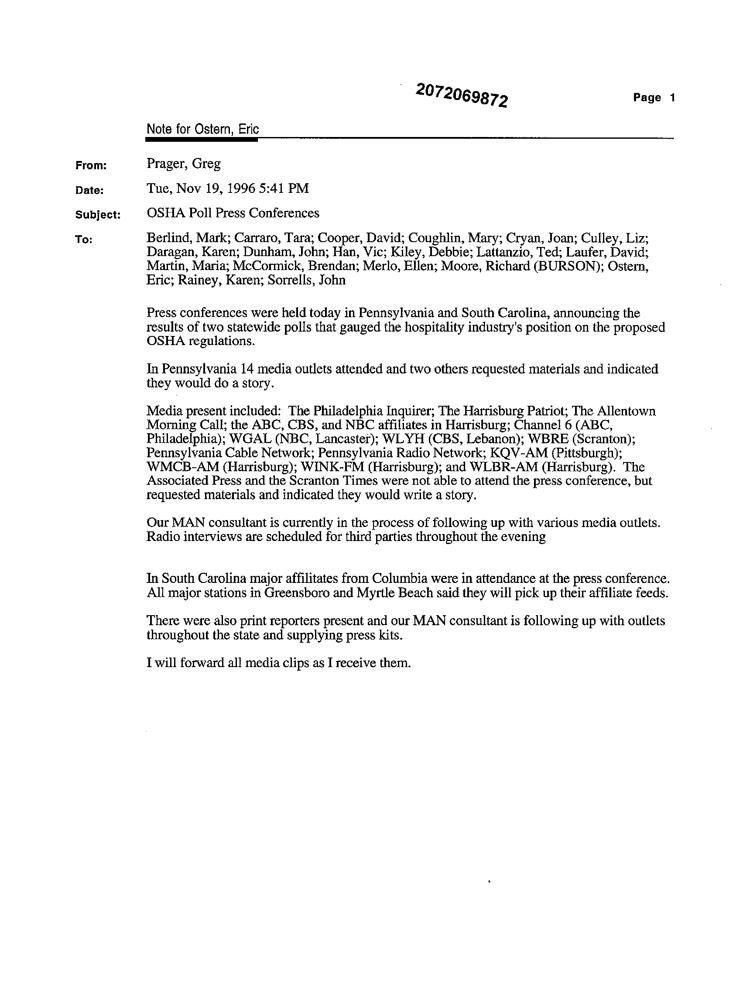 2072069872
Page 1
Note for Ostern, Eric
From: Prager, Greg
Date: Tue, Nov 19, 1996 5:41 PM
Subject: OSHA Poll Press Conferences
To: Berlind, Mark; Carraro, Tara; Cooper, David; Coughlin, Mary; Cryan, Joan; Culley, Liz;
Daragan, Karen; Dunham, John; Han, Vic; Kiley, Debbie; Lattanzio, Ted; Laufer, David;
Martin, Maria; McCormick, Brendan; Merlo, Ellen; Moore, Richard (BURSON); Ostern,
Eric; Rainey, Karen; Sorrells, John
Press conferences were held today in Pennsylvania and South Carolina, announcing the
results of two statewide polls that gauged the hospitality industry's position on the proposed
OSHA regulations.
In Pennsylvania 14 media outlets attended and two others requested materials and indicated
they would do a story.
Media present included: The Philadelphia Inquirer; The Harrisburg Patriot; The Allentown
Morning Call; the ABC, CBS, and NBC affiliates in Harrisburg; Channel 6 (ABC,
Philadelphia); WGAL (NBC, Lancaster); WLYH (CBS, Lebanon); WBRE (Scranton);
Pennsylvania Cable Network; Pennsylvania Radio Network; KQV-AM (Pittsburgh);
WMCB-AM (Harrisburg); WINK-FM (Harrisburg); and WLBR-AM (Harrisburg). The
Associated Press and the Scranton Times were not able to attend the press conference, but
requested materials and indicated they would write a story.
Our MAN consultant is currently in the process of following up with various media outlets.
Radio interviews are scheduled for third parties throughout the evening
In South Carolina major affilitates from Columbia were in attendance at the press conference.
All major stations in Greensboro and Myrtle Beach said they will pick up their affiliate feeds.
There were also print reporters present and our MAN consultant is following up with outlets
throughout the state and supplying press kits.
I will forward all media clips as I receive them.